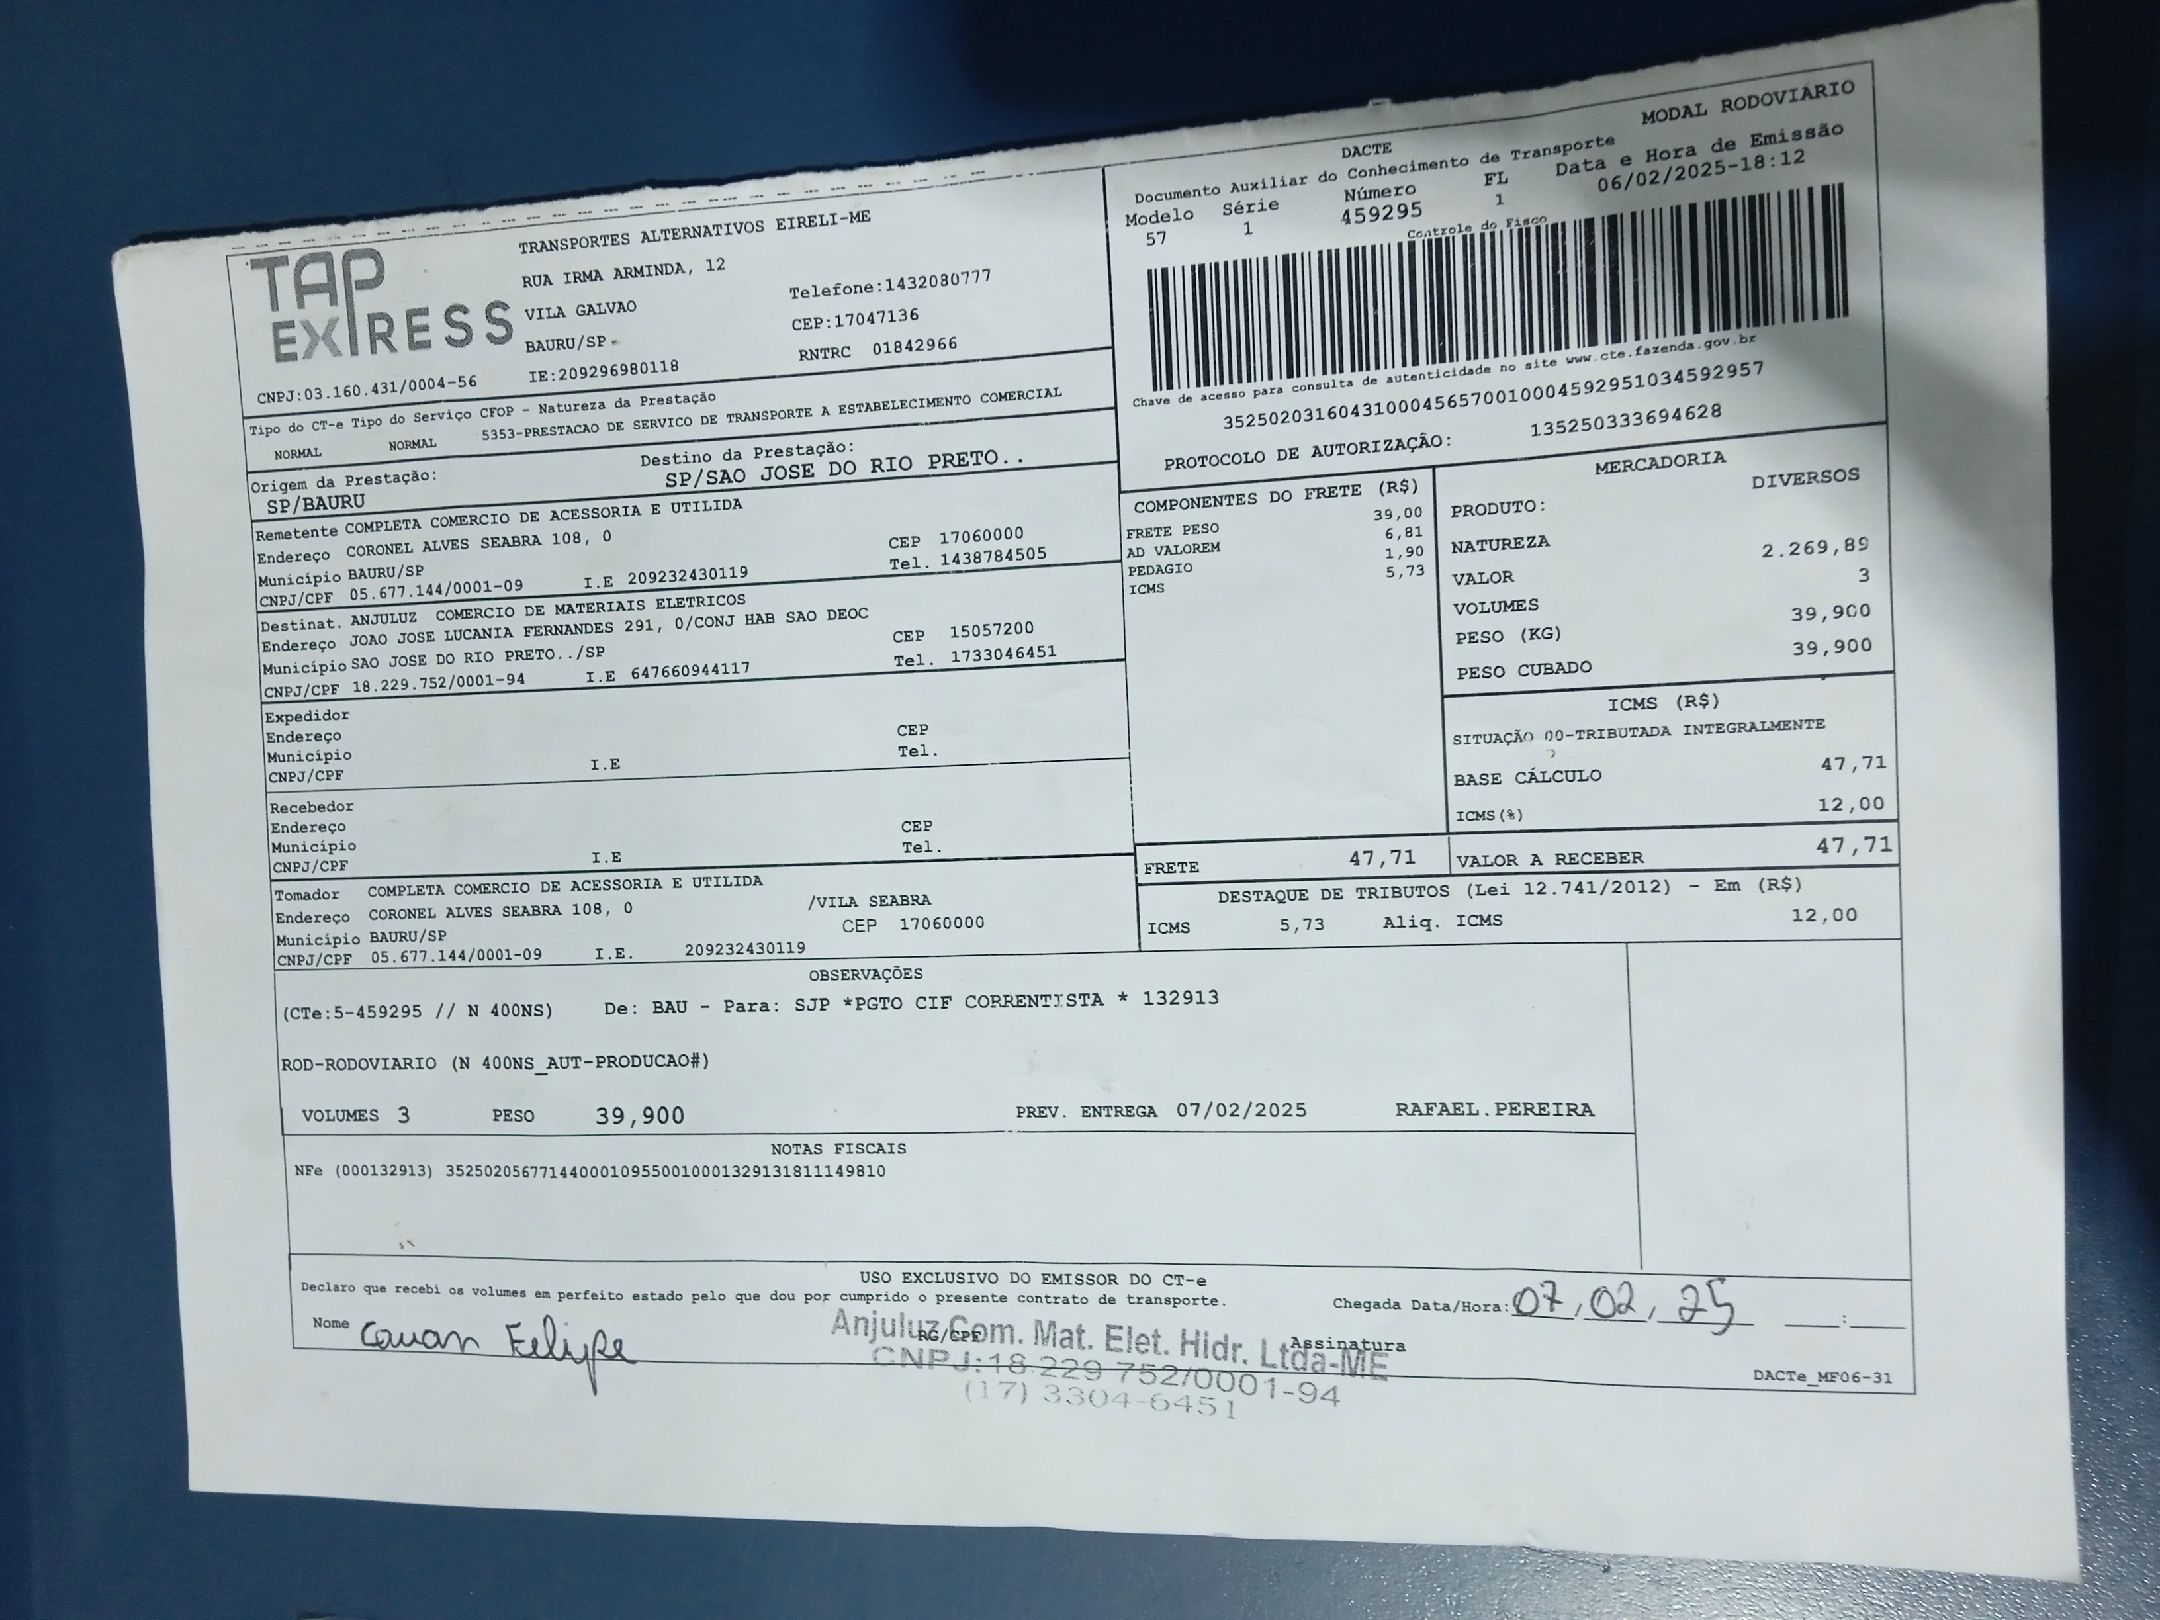 TAP EXPRESS
TRANSPORTES ALTERNATIVOS EIRELI-ME
RUA IRMA ARMINDA, 12
VILA GALVAO
Telefone:1432080777
BAURU/SP-
CEP:17047136
CNPJ:03.160.431/0004-56
IE:209296980118
RNTRC 01842966
DACTE
MODAL RODOVIÁRIO
Documento Auxiliar do Conhecimento de Transporte
Data e Hora de Emissão
Modelo Série Número FL
57 1 459295 1 06/02/2025-18:12
Controle do Fisco
Chave de acesso para consulta de autenticidade no site www.cte.fazenda.gov.br
35250203160431000456570010004592951034592957
PROTOCOLO DE AUTORIZAÇÃO: 135250333694628
Tipo do CT-e Tipo do Serviço CFOP - Natureza da Prestação
NORMAL NORMAL 5353-PRESTACAO DE SERVICO DE TRANSPORTE A ESTABELECIMENTO COMERCIAL
Origem da Prestação: Destino da Prestação:
SP/BAURU SP/SAO JOSE DO RIO PRETO..
Remetente COMPLETA COMERCIO DE ACESSORIA E UTILIDA
Endereço CORONEL ALVES SEABRA 108, 0 CEP 17060000
Município BAURU/SP Tel. 1438784505
CNPJ/CPF 05.677.144/0001-09 I.E 209232430119
Destinat. ANJULUZ COMERCIO DE MATERIAIS ELETRICOS
Endereço JOAO JOSE LUCANIA FERNANDES 291, 0/CONJ HAB SAO DEOC
Município SAO JOSE DO RIO PRETO../SP CEP 15057200
CNPJ/CPF 18.229.752/0001-94 I.E 647660944117 Tel. 1733046451
Expedidor
Endereço CEP
Município Tel.
CNPJ/CPF I.E
Recebedor
Endereço CEP
Município Tel.
CNPJ/CPF I.E
Tomador COMPLETA COMERCIO DE ACESSORIA E UTILIDA
Endereço CORONEL ALVES SEABRA 108, 0 /VILA SEABRA
Município BAURU/SP CEP 17060000
CNPJ/CPF 05.677.144/0001-09 I.E. 209232430119
COMPONENTES DO FRETE (R$)
FRETE PESO 39,00
AD VALOREM 6,81
PEDAGIO 1,90
ICMS 5,73
MERCADORIA
PRODUTO: DIVERSOS
NATUREZA
VALOR 2.269,89
VOLUMES 3
PESO (KG) 39,900
PESO CUBADO 39,900
ICMS (R$)
SITUAÇÃO 00-TRIBUTADA INTEGRALMENTE
BASE CÁLCULO 47,71
ICMS(%) 12,00
FRETE 47,71 VALOR A RECEBER 47,71
DESTAQUE DE TRIBUTOS (Lei 12.741/2012) - Em (R$)
ICMS 5,73 Aliq. ICMS 12,00
OBSERVAÇÕES
(CTe:5-459295 // N 400NS) De: BAU - Para: SJP *PGTO CIF CORRENTISTA * 132913
ROD-RODOVIARIO (N 400NS_AUT-PRODUCAO#)
VOLUMES 3 PESO 39,900 PREV. ENTREGA 07/02/2025 RAFAEL.PEREIRA
NOTAS FISCAIS
NFe (000132913) 35250205677144000109550010001329131811149810
USO EXCLUSIVO DO EMISSOR DO CT-e
Declaro que recebi os volumes em perfeito estado pelo que dou por cumprido o presente contrato de transporte.
Chegada Data/Hora: 07, 02, 25 :
Nome Cauan Felipe RG/CPF Assinatura
Anjuluz Com. Mat. Elet. Hidr. Ltda-ME
CNPJ:18.229 752/0001-94
(17) 3304-6451
DACTe_MF06-31